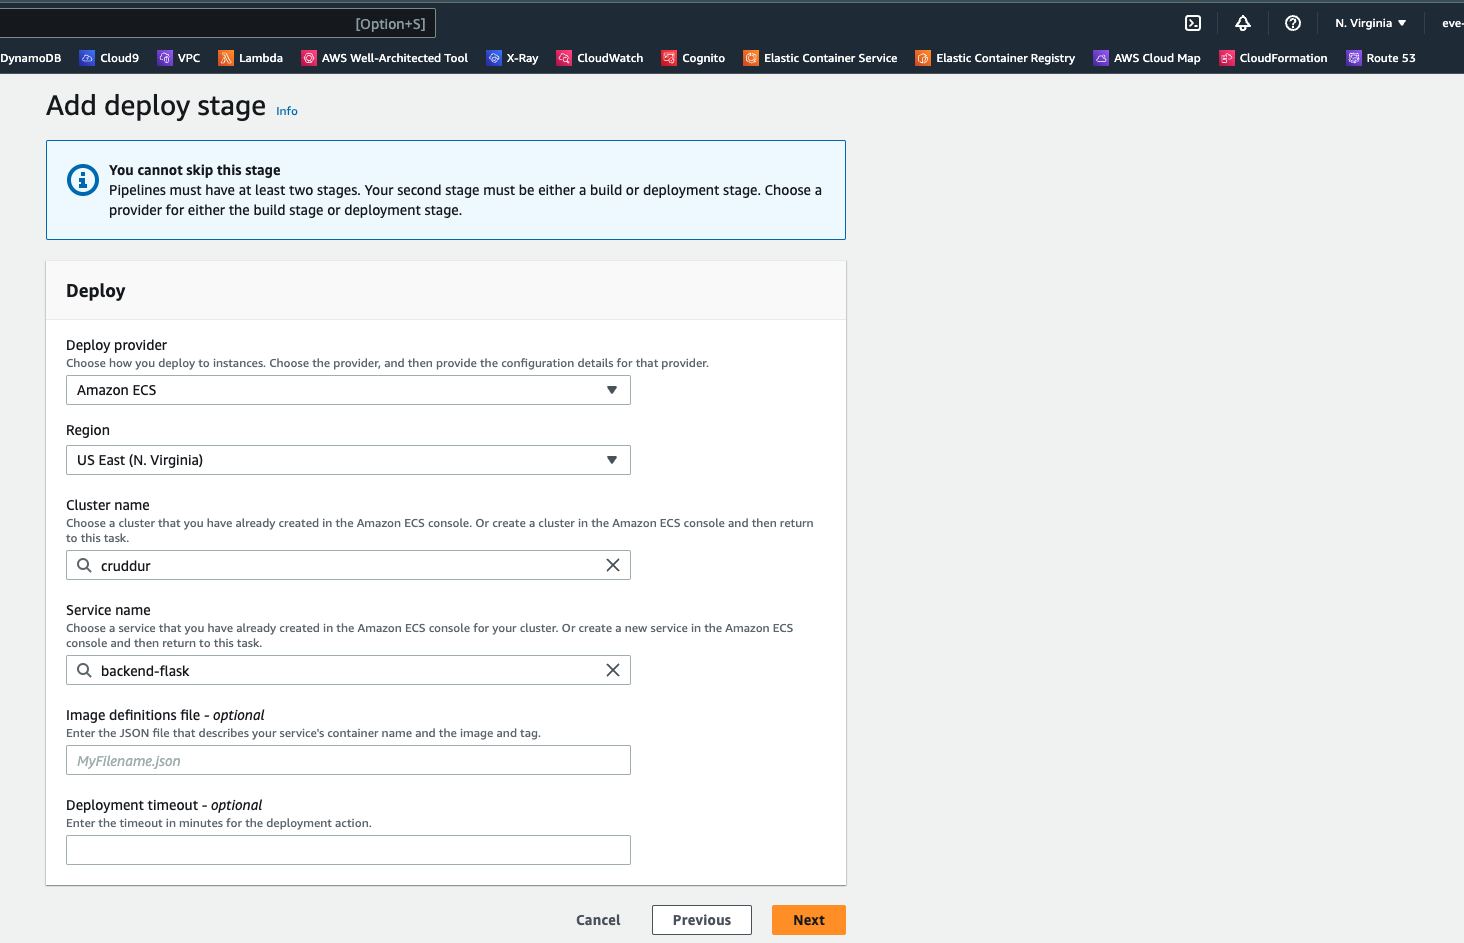 [Option+S]
N. Virginia
eve-
DynamoDB
Cloud9
VPC
Lambda
AWS Well-Architected Tool
X-Ray
CloudWatch
Cognito
Elastic Container Service
Elastic Container Registry
AWS Cloud Map
CloudFormation
Route 53
Add deploy stage Info
You cannot skip this stage
Pipelines must have at least two stages. Your second stage must be either a build or deployment stage. Choose a
provider for either the build stage or deployment stage.
Deploy
Deploy provider
Choose how you deploy to instances. Choose the provider, and then provide the configuration details for that provider.
Amazon ECS
Region
US East (N. Virginia)
Cluster name
Choose a cluster that you have already created in the Amazon ECS console. Or create a cluster in the Amazon ECS console and then return
to this task.
cruddur
Service name
Choose a service that you have already created in the Amazon ECS console for your cluster. Or create a new service in the Amazon ECS
console and then return to this task.
backend-flask
Image definitions file - optional
Enter the JSON file that describes your service's container name and the image and tag.
MyFilename.json
Deployment timeout - optional
Enter the timeout in minutes for the deployment action.
Cancel
Previous
Next